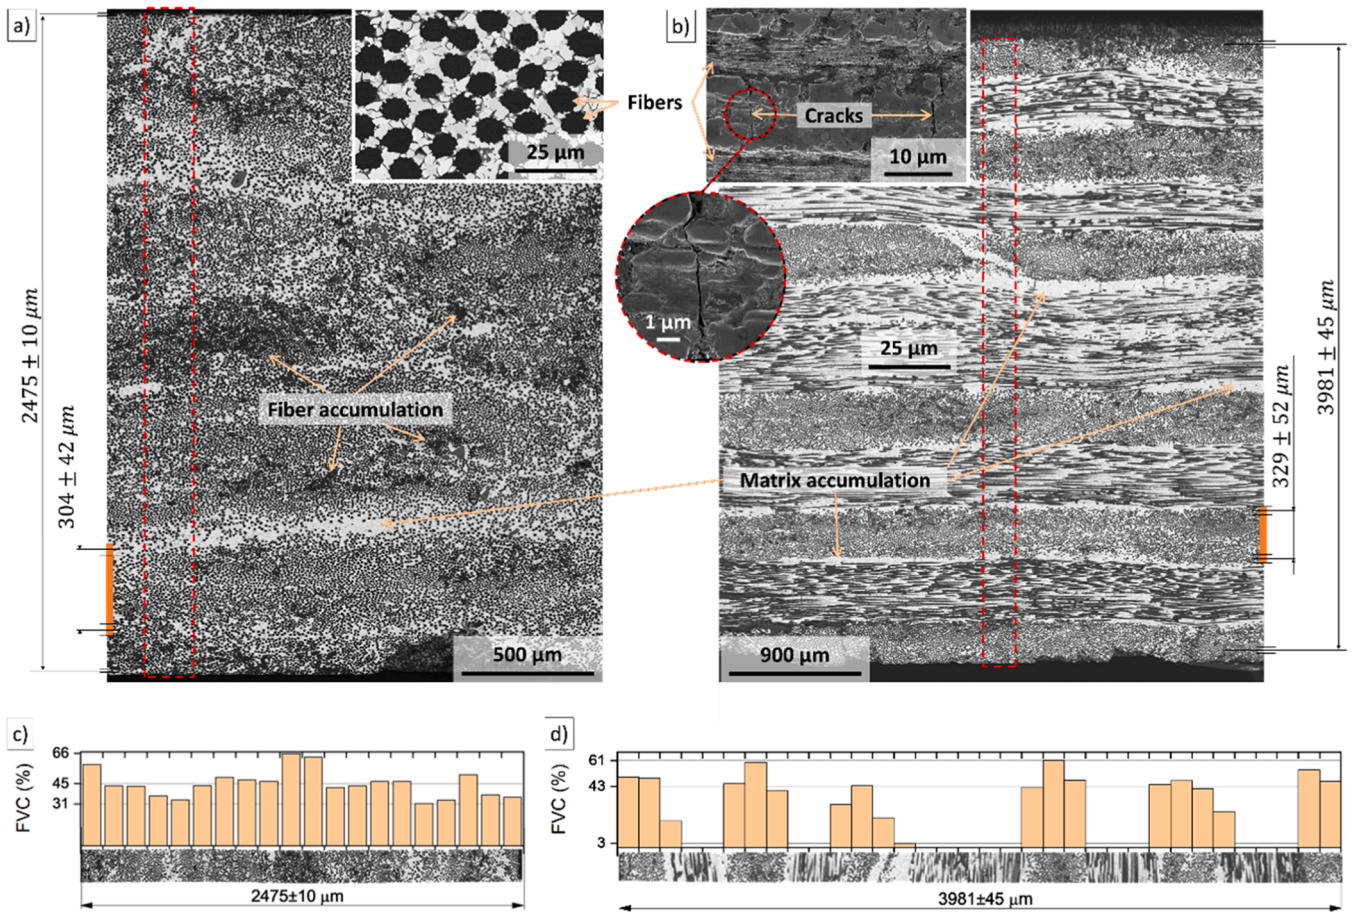 a)
25 µm
Fibers
b)
Cracks
10 µm
1 µm
2475 ± 10 µm
304 ± 42 µm
Fiber accumulation
500 µm
25 µm
Matrix accumulation
900 µm
329 ± 52 µm
3981 ± 45 µm
c)
FVC (%)
66
45
31
2475±10 µm
d)
FVC (%)
61
43
3
3981±45 µm